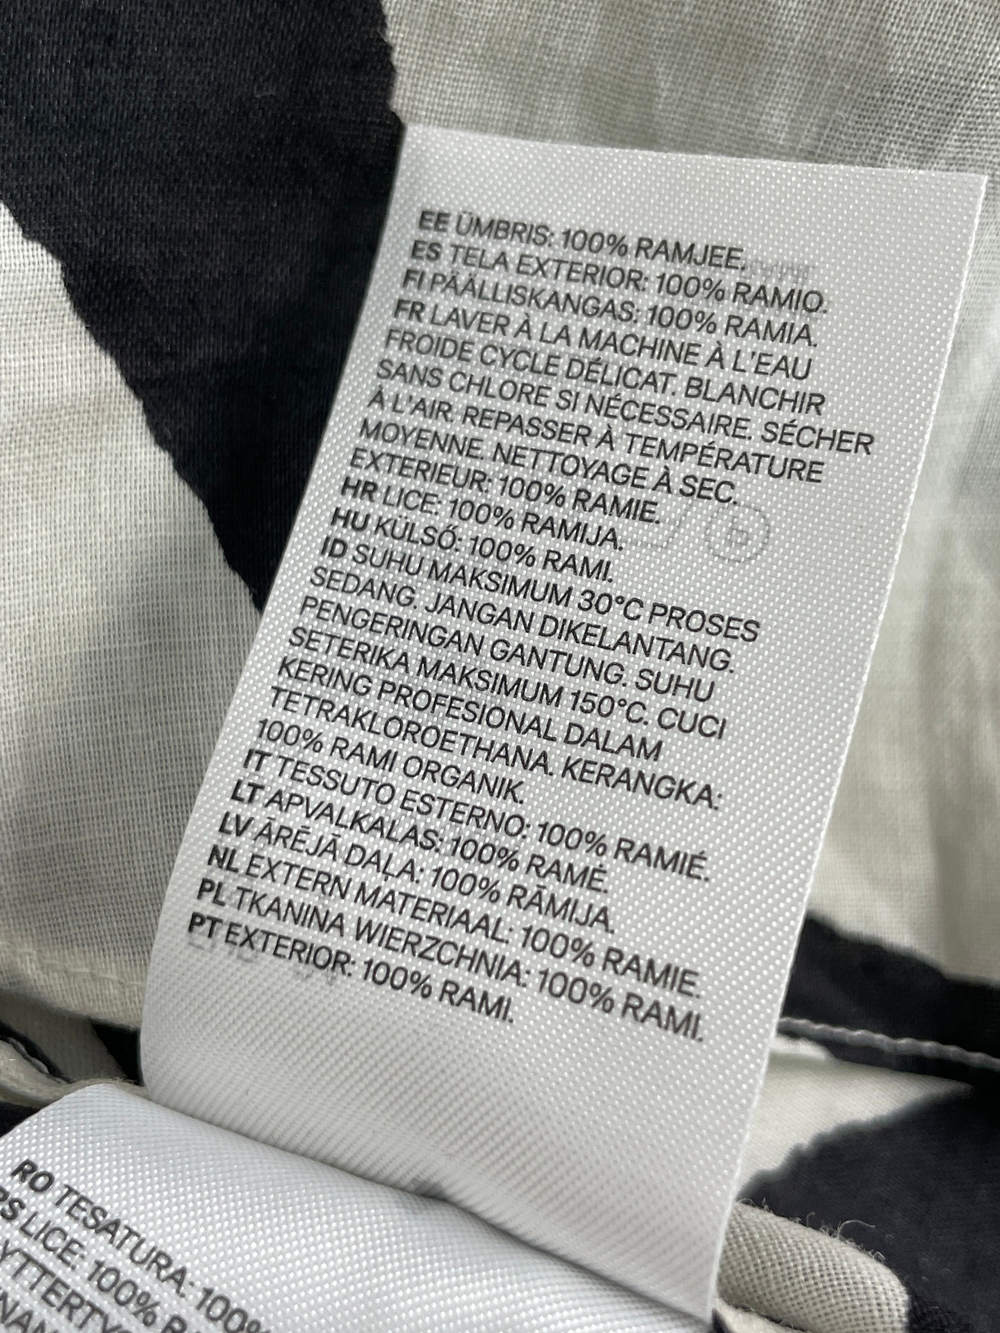 EE ÜMBRIS: 100% RAMJEE.
ES TELA EXTERIOR: 100% RAMIO.
FI PÄÄLLISKANGAS: 100% RAMIA.
FR LAVER À LA MACHINE À L'EAU
FROIDE CYCLE DÉLICAT. BLANCHIR
SANS CHLORE SI NÉCESSAIRE. SÉCHER
À L'AIR. REPASSER À TEMPÉRATURE
MOYENNE. NETTOYAGE À SEC.
EXTERIEUR: 100% RAMIE.
HR LICE: 100% RAMIJA.
HU KÜLSŐ: 100% RAMI.
ID SUHU MAKSIMUM 30°C PROSES
SEDANG. JANGAN DIKELANTANG.
PENGERINGAN GANTUNG. SUHU
SETERIKA MAKSIMUM 150°C. CUCI
KERING PROFESIONAL DALAM
TETRAKLOROETHANA. KERANGKA:
100% RAMI ORGANIK.
IT TESSUTO ESTERNO: 100% RAMIÉ.
LT APVALKALAS: 100% RAMÉ.
LV ĀRĒJĀ DAĻA: 100% RĀMIJA.
NL EXTERN MATERIAAL: 100% RAMIE.
PL TKANINA WIERZCHNIA: 100% RAMI.
PT EXTERIOR: 100% RAMI.
RO TESATURA: 100%
LICE: 100%